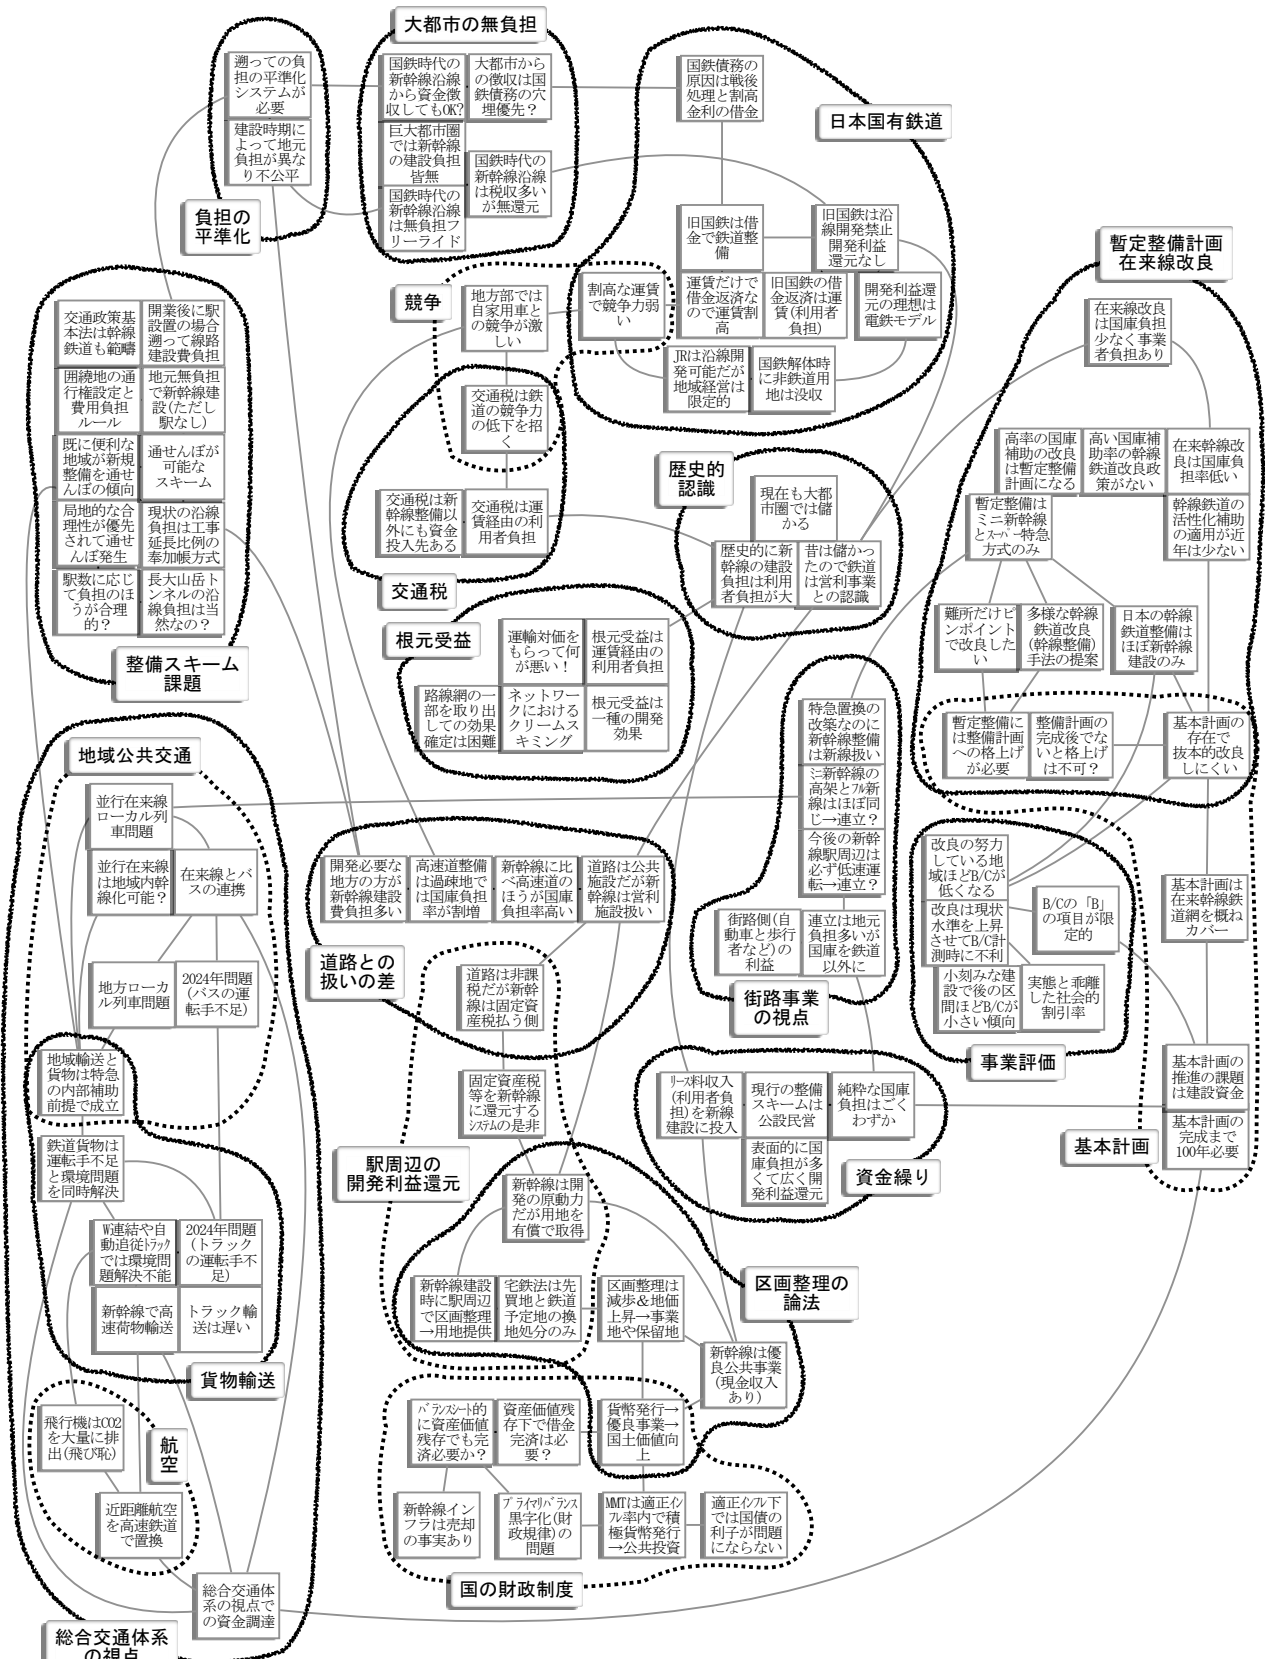 大都市の無負担
遡っての負
担の平準化
システムが
必要
建設時期に
よって地元
負担が異な
り不公平
負担の
平準化
国鉄時代の
新幹線沿線
から資金徴
収してもOK?
大都市から
の徴収は国
鉄債務の穴
埋優先？
巨大都市圏
では新幹線
の建設負担
皆無
国鉄時代の
新幹線沿線
は税収多い
が無還元
国鉄時代の
新幹線沿線
は無負担フ
リーライド
国鉄債務の
原因は戦後
処理と割高
金利の借金
日本国有鉄道
旧国鉄は借
金で鉄道整
備
旧国鉄は沿
線開発禁止
開発利益
還元なし
割高な運賃
で競争力弱
い
運賃だけで
借金返済な
ので運賃割
高
旧国鉄の借
金返済は運
賃(利用者
負担)
開発利益還
元の理想は
電鉄モデル
JRは沿線開
発可能だが
地域経営は
限定的
国鉄解体時
に非鉄道用
地は没収
競争
地方部では
自家用車と
の競争が激
しい
交通税は鉄
道の競争力
の低下を招
く
交通税は新
幹線整備以
外にも資金
投入先ある
交通税は運
賃経由の利
用者負担
交通税
暫定整備計画
在来線改良
在来線改良
は国庫負担
少なく事業
者負担あり
高率の国庫
補助の改良
は暫定整備
計画になる
高い国庫補
助率の幹線
鉄道改良政
策がない
在来幹線改
良は国庫負
担率低い
暫定整備は
ミニ新幹線
とスーパー特急
方式のみ
幹線鉄道の
活性化補助
の適用が近
年は少ない
難所だけピ
ンポイント
で改良した
い
多様な幹線
鉄道改良
(幹線整備)
手法の提案
日本の幹線
鉄道整備は
ほぼ新幹線
建設のみ
暫定整備に
は整備計画
への格上げ
が必要
整備計画の
完成後でな
いと格上げ
は不可？
基本計画の
存在で
抜本的改良
しにくい
交通政策基
本法は幹線
鉄道も範疇
開業後に駅
設置の場合
遡って線路
建設費負担
囲繞地の通
行権設定と
費用負担
ルール
地元無負担
で新幹線建
設(ただし
駅なし)
既に便利な
地域が新規
整備を通せ
んぼの傾向
通せんぼが
可能な
スキーム
局地的な合
理性が優先
されて通せ
んぼ発生
現状の沿線
負担は工事
延長比例の
奉加帳方式
駅数に応じ
て負担のほ
うが合理
的？
長大山岳ト
ンネルの沿
線負担は当
然なの？
整備スキーム
課題
歴史的
認識
現在も大都
市圏では儲
かる
歴史的に新
幹線の建設
負担は利用
者負担が大
昔は儲かっ
たので鉄道
は営利事業
との認識
根元受益
運輸対価を
もらって何
が悪い！
根元受益は
運賃経由の
利用者負担
路線網の一
部を取り出
しての効果
確定は困難
ネットワー
クにおける
クリームス
キミング
根元受益は
一種の開発
効果
特急置換の
改築なのに
新幹線整備
は新線扱い
ミニ新幹線の
高架とフル新
線はほぼ同
じ→連立？
今後の新幹
線駅周辺は
必ず低速運
転→連立？
街路側(自
動車と歩行
者など)の
利益
連立は地元
負担多いが
国庫を鉄道
以外に
街路事業
の視点
地域公共交通
並行在来線
ローカル列
車問題
並行在来線
は地域内幹
線化可能？
在来線とバ
スの連携
地方ローカ
ル列車問題
2024年問題
(バスの運
転手不足)
地域輸送と
貨物は特急
の内部補助
前提で成立
開発必要な
地方の方が
新幹線建設
費負担多い
高速道整備
は過疎地で
は国庫負担
率が割増
新幹線に比
べ高速道の
ほうが国庫
負担率高い
道路は公共
施設だが新
幹線は営利
施設扱い
道路との
扱いの差
道路は非課
税だが新幹
線は固定資
産税払う側
固定資産税
等を新幹線
に還元する
システムの是非
改良の努力
している地
域ほどB/Cが
低くなる
改良は現状
水準を上昇
させてB/C計
測時に不利
B/Cの「B」
の項目が限
定的
小刻みな建
設で後の区
間ほどB/Cが
小さい傾向
実態と乖離
した社会的
割引率
事業評価
基本計画は
在来幹線鉄
道網を概ね
カバー
基本計画の
推進の課題
は建設資金
基本計画の
完成まで
100年必要
基本計画
リース料収入
(利用者負
担)を新線
建設に投入
現行の整備
スキームは
公設民営
純粋な国庫
負担はごく
わずか
表面的に国
庫負担が多
くて広く開
発利益還元
資金繰り
鉄道貨物は
運転手不足
と環境問題
を同時解決
W連結や自
動追従トラック
では環境問
題解決不能
2024年問題
(トラック
の運転手不
足)
新幹線で高
速荷物輸送
トラック輸
送は遅い
貨物輸送
駅周辺の
開発利益還元
新幹線は開
発の原動力
だが用地を
有償で取得
新幹線建設
時に駅周辺
で区画整理
→用地提供
宅鉄法は先
買地と鉄道
予定地の換
地処分のみ
区画整理は
減歩＆地価
上昇→事業
地や保留地
区画整理の
論法
新幹線は優
良公共事業
(現金収入
あり)
バランスシート的
に資産価値
残存でも完
済必要か？
資産価値残
存下で借金
完済は必
要？
貨幣発行→
優良事業→
国土価値向
上
新幹線イン
フラは売却
の事実あり
プライマリバランス
黒字化(財
政規律)の
問題
MMTは適正イン
フル率内で積
極貨幣発行
→公共投資
適正インフレ下
では国債の
利子が問題
にならない
国の財政制度
飛行機はCO2
を大量に排
出(飛び恥)
航
空
近距離航空
を高速鉄道
で置換
総合交通体
系の視点で
の資金調達
総合交通体系
の視点